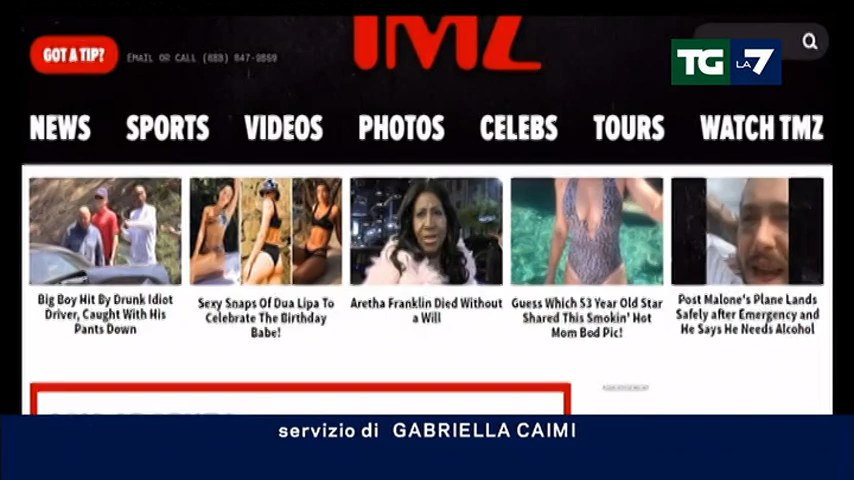 TMZ
GOT A TIP?
EMAIL OR CALL (888) 847-9869
TG LA7
NEWS SPORTS VIDEOS PHOTOS CELEBS TOURS WATCH TMZ
Big Boy Hit By Drunk Idiot
Driver, Caught With His
Pants Down
Sexy Snaps Of Dua Lipa To
Celebrate The Birthday
Babe!
Aretha Franklin Died Without
a Will
Guess Which 53 Year Old Star
Shared This Smokin' Hot
Mom Bod Pic!
Post Malone's Plane Lands
Safely after Emergency and
He Says He Needs Alcohol
servizio di GABRIELLA CAIMI